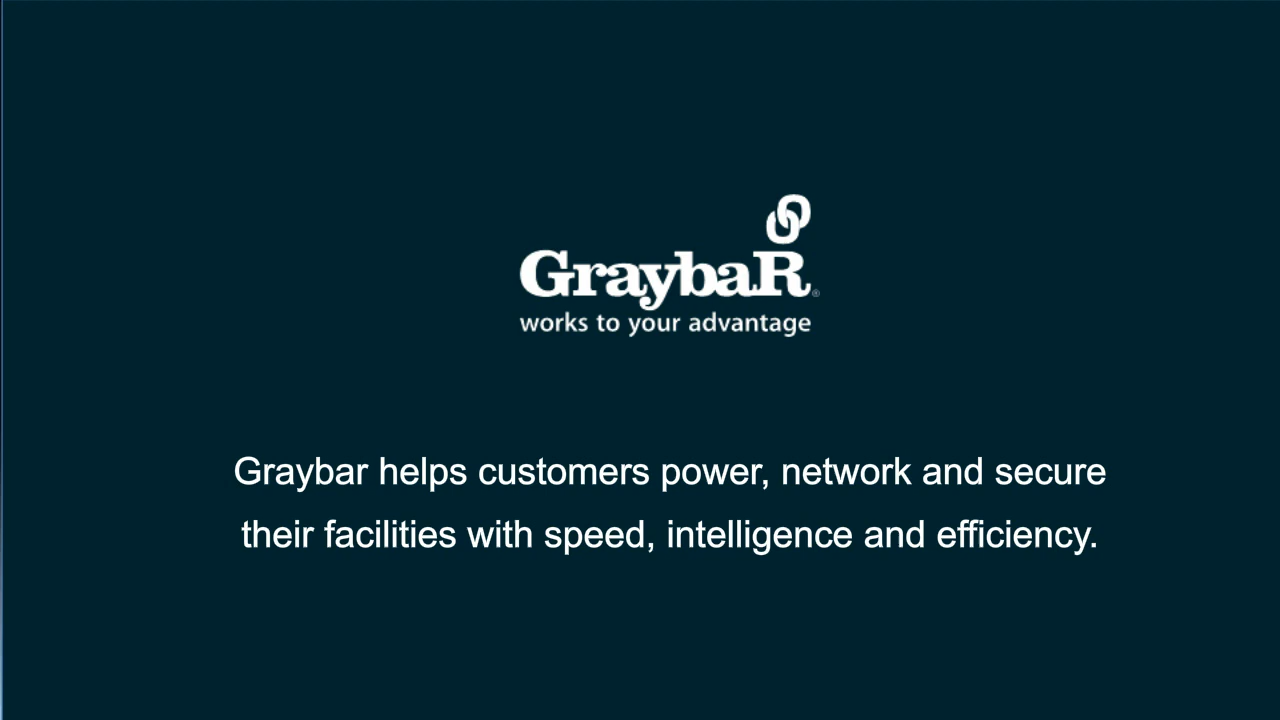 GraybaR®
works to your advantage
Graybar helps customers power, network and secure
their facilities with speed, intelligence and efficiency.